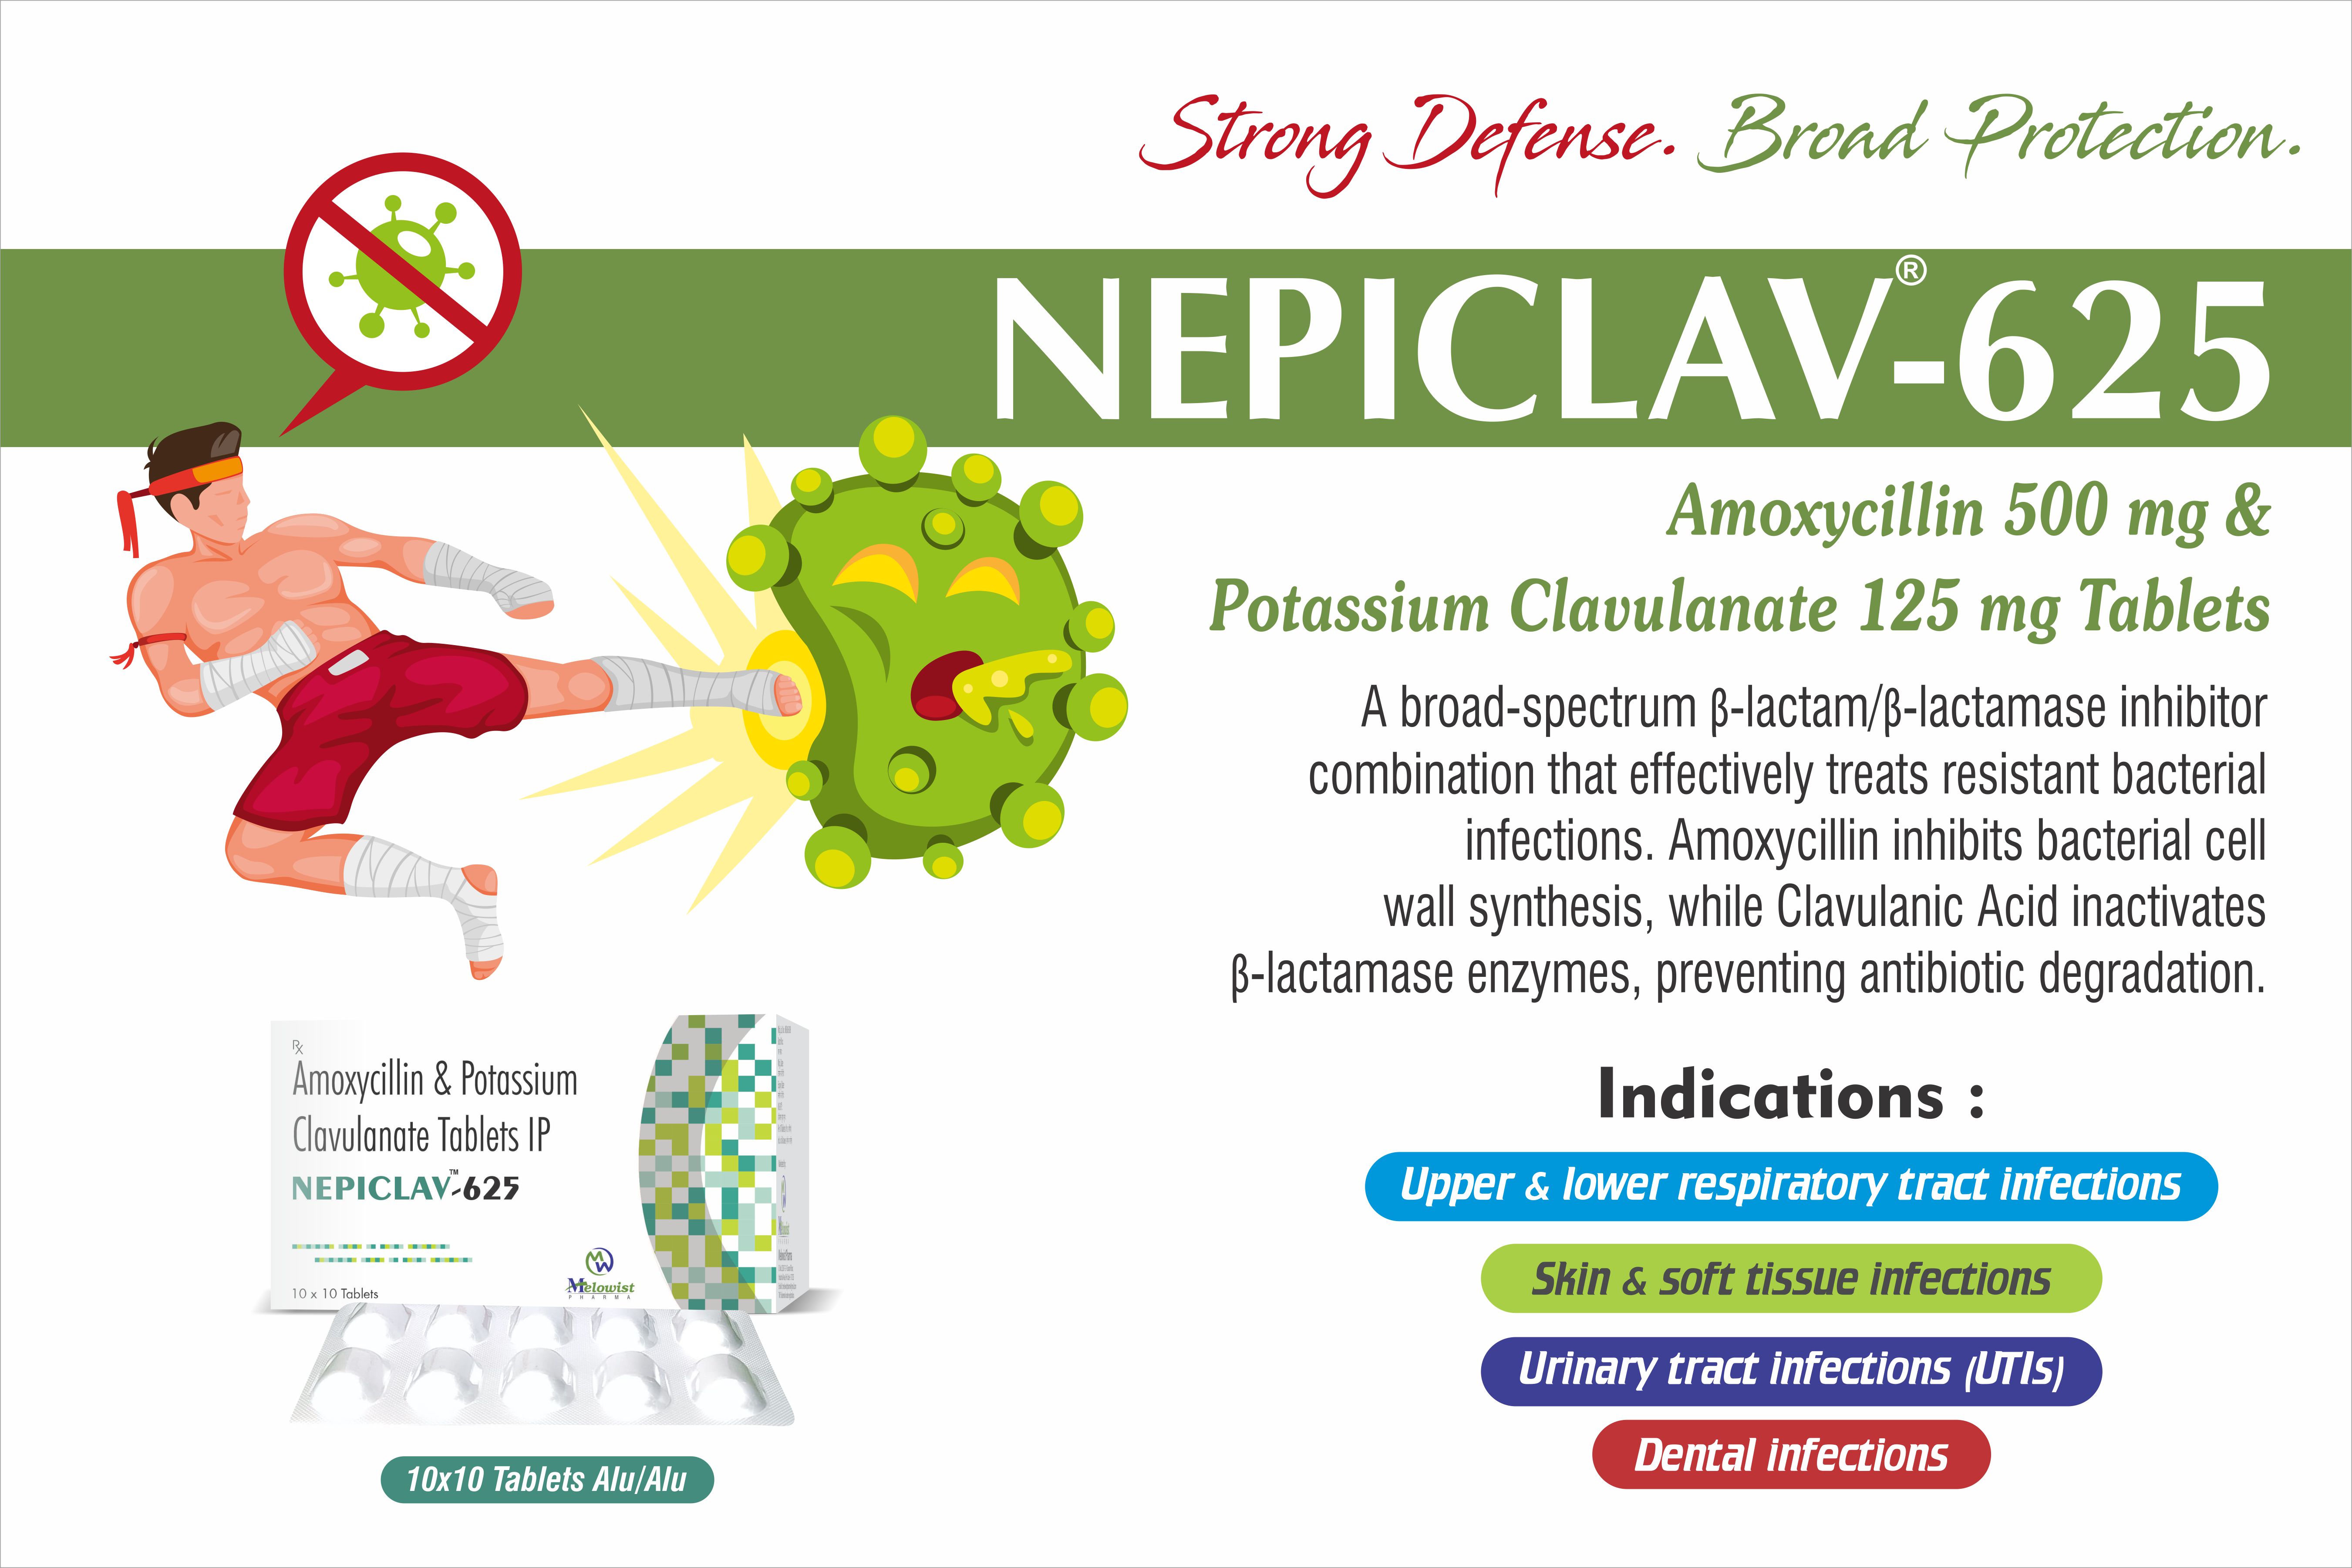 Strong Defense. Broad Protection.
NEPICLAV®-625
Amoxycillin 500 mg &
Potassium Clavulanate 125 mg Tablets
A broad-spectrum β-lactam/β-lactamase inhibitor
combination that effectively treats resistant bacterial
infections. Amoxycillin inhibits bacterial cell
wall synthesis, while Clavulanic Acid inactivates
β-lactamase enzymes, preventing antibiotic degradation.
Indications :
Upper & lower respiratory tract infections
Skin & soft tissue infections
Urinary tract infections (UTIs)
Dental infections
Rx
Amoxycillin & Potassium
Clavulanate Tablets IP
NEPICLAV™-625
10 x 10 Tablets
MW
Melowist
PHARMA
10x10 Tablets Alu/Alu